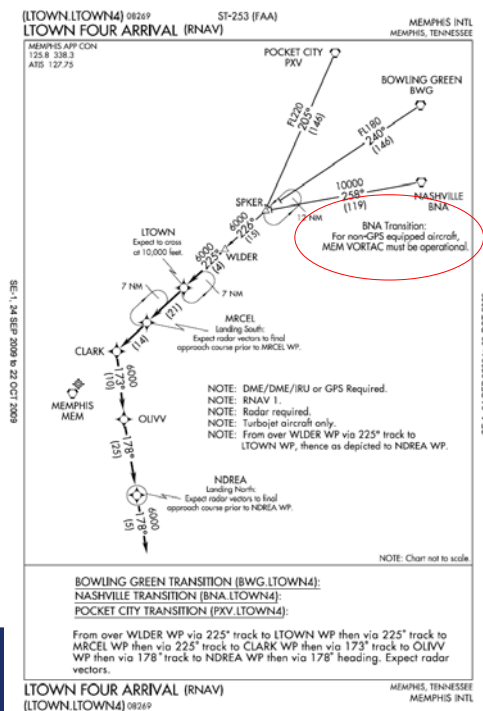 (LTOWN.LTOWN4) 08269
ST-253 (FAA)
MEMPHIS INTL
LTOWN FOUR ARRIVAL (RNAV)
MEMPHIS, TENNESSEE
MEMPHIS APP CON
125.8 338.3
ATIS 127.75
POCKET CITY
PXV
BOWLING GREEN
BWG
FL220
205°
(146)
FL180
240°
(146)
10000
258°
(119)
NASHVILLE
BNA
SPKER
12 NM
BNA Transition:
For non-GPS equipped aircraft,
MEM VORTAC must be operational.
6000
226°
(15)
WLDER
LTOWN
Expect to cross
at 10,000 feet.
6000
225°
(4)
7 NM
7 NM
(21)
MRCEL
Landing South:
Expect radar vectors to final
approach course prior to MRCEL WP.
(14)
CLARK
6000
173°
(10)
MEMPHIS
MEM
OLIVV
178°
(25)
NOTE: DME/DME/IRU or GPS Required.
NOTE: RNAV 1.
NOTE: Radar required.
NOTE: Turbojet aircraft only.
NOTE: From over WLDER WP via 225° track to
LTOWN WP, thence as depicted to NDREA WP.
NDREA
Landing North:
Expect radar vectors to final
approach course prior to NDREA WP.
6000
178°
(5)
NOTE: Chart not to scale.
SE-1, 24 SEP 2009 to 22 OCT 2009
BOWLING GREEN TRANSITION (BWG.LTOWN4):
NASHVILLE TRANSITION (BNA.LTOWN4):
POCKET CITY TRANSITION (PXV.LTOWN4):
From over WLDER WP via 225° track to LTOWN WP then via 225° track to
MRCEL WP then via 225° track to CLARK WP then via 173° track to OLIVV
WP then via 178° track to NDREA WP then via 178° heading. Expect radar
vectors.
LTOWN FOUR ARRIVAL (RNAV)
MEMPHIS, TENNESSEE
(LTOWN.LTOWN4) 08269
MEMPHIS INTL